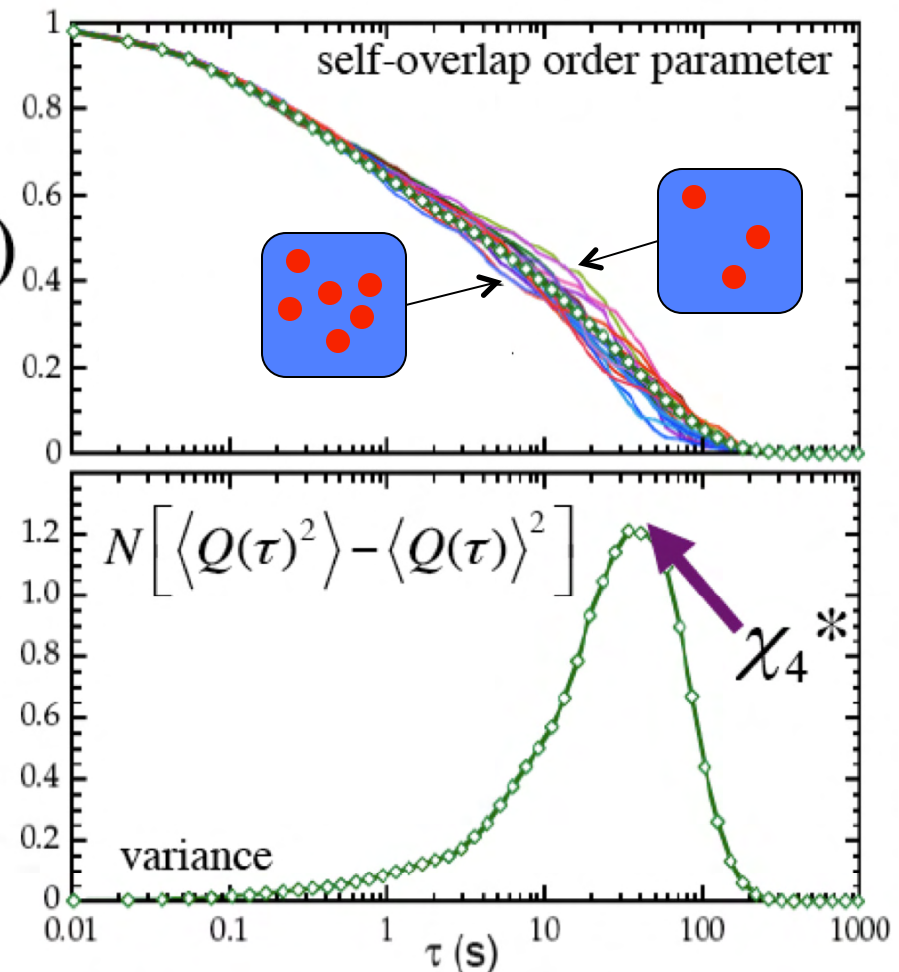 1
self-overlap order parameter
0.8
0.6
)
0.4
0.2
0
N[⟨Q(τ)²⟩−⟨Q(τ)⟩²]
1.2
1.0
χ₄*
0.8
0.6
0.4
0.2
variance
0
0.01 0.1 1 10 100 1000
τ (s)